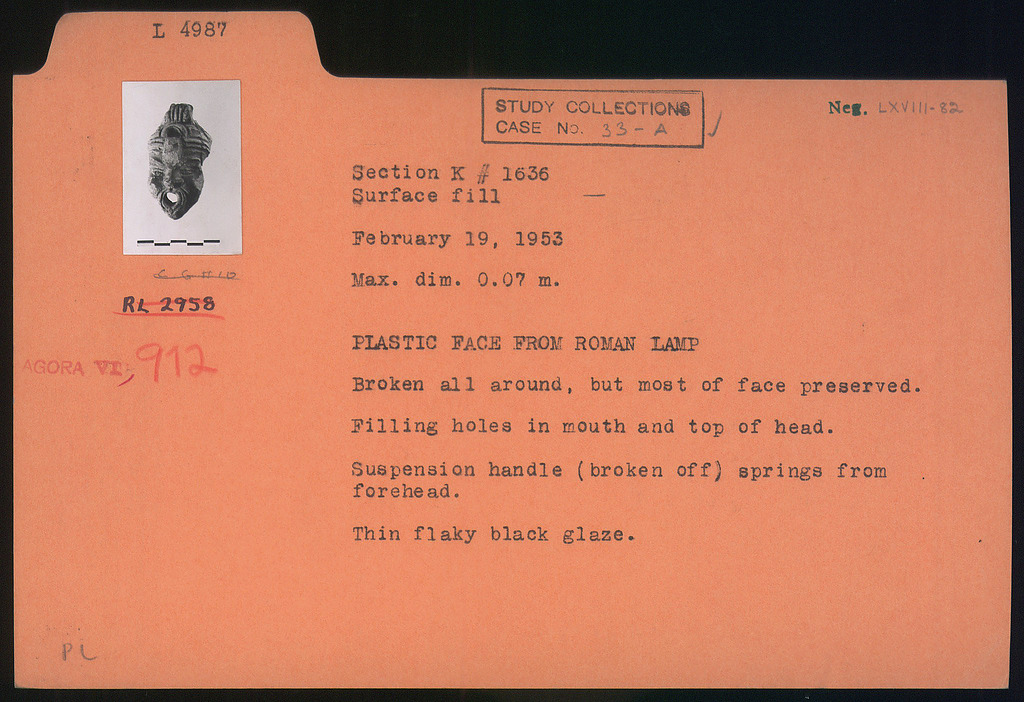 L 4987
STUDY COLLECTIONS
CASE No. 33-A ✓
Neg. LXVIII-82
Section K # 1636
Surface fill —
February 19, 1953
Max. dim. 0.07 m.
RL 2958
AGORA VI, 912
PLASTIC FACE FROM ROMAN LAMP
Broken all around, but most of face preserved.
Filling holes in mouth and top of head.
Suspension handle (broken off) springs from
forehead.
Thin flaky black glaze.
PL